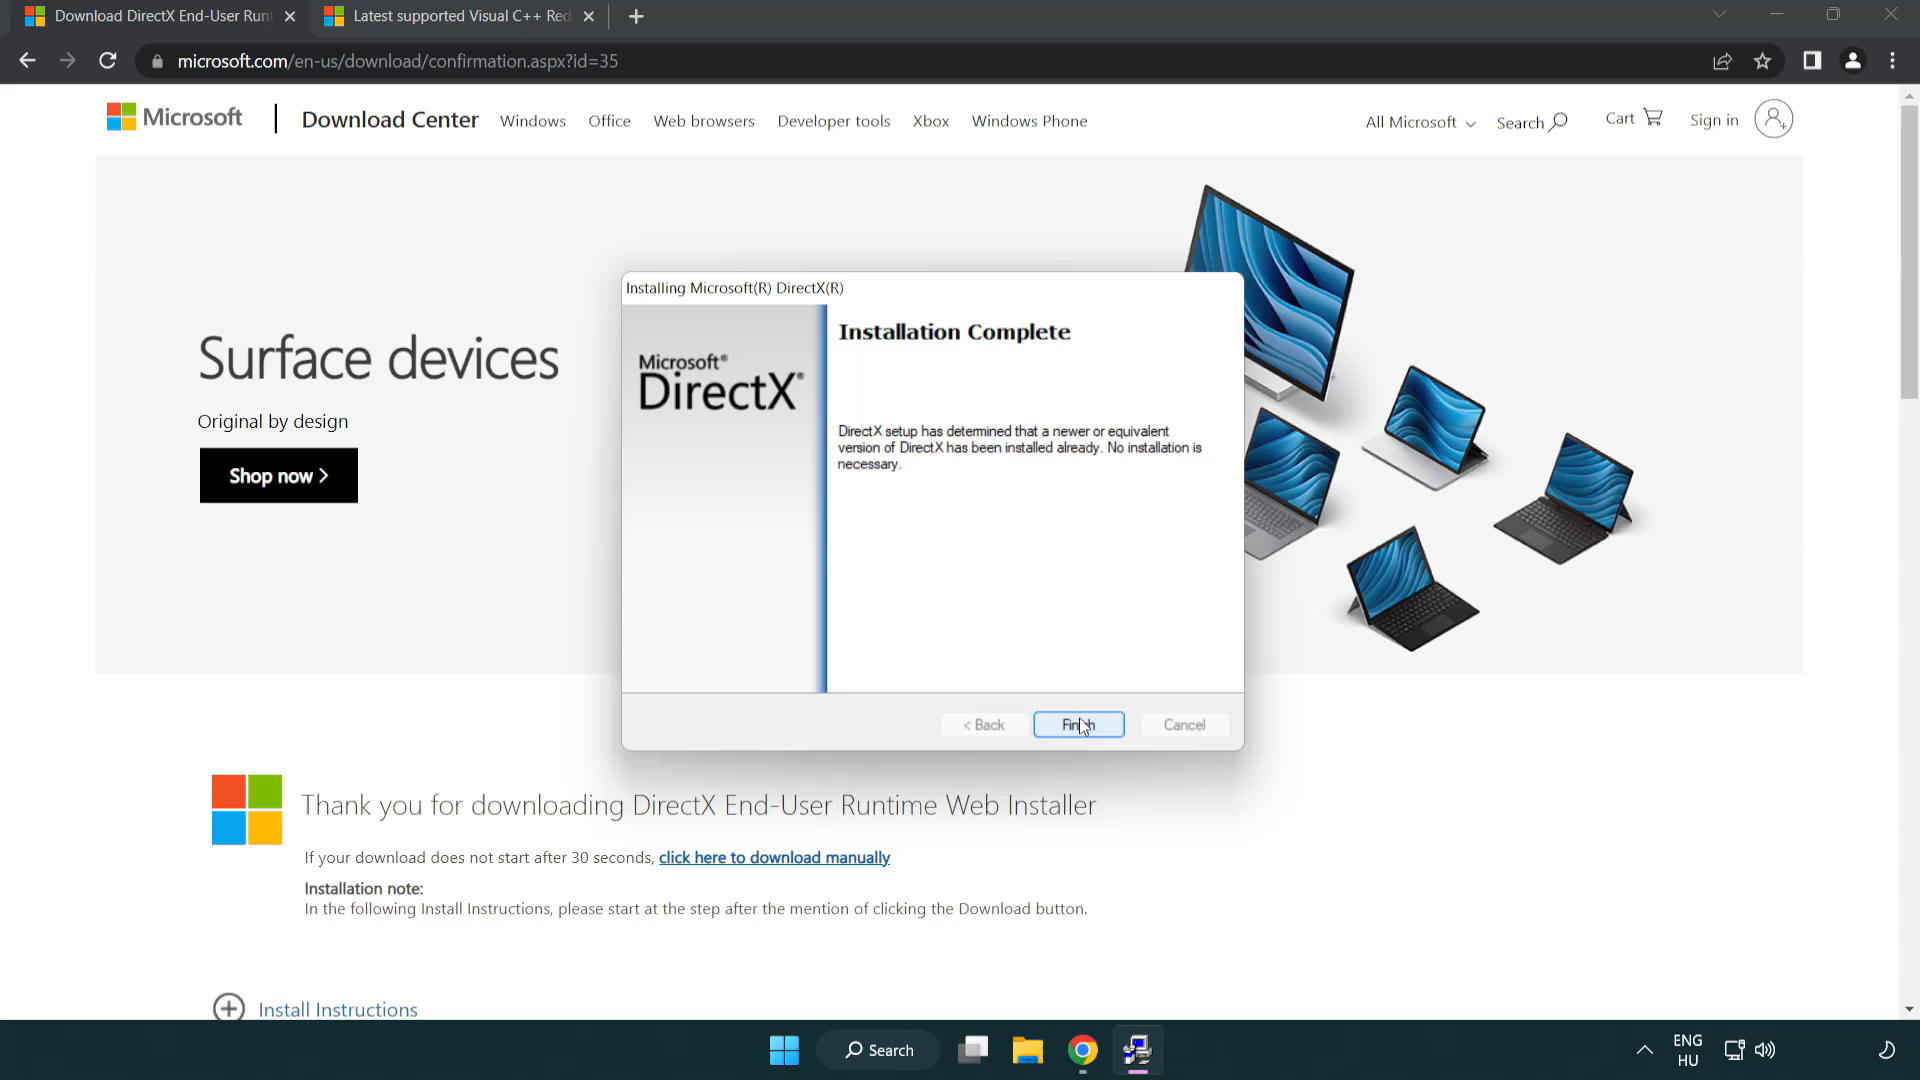 Download DirectX End-User Run
Latest supported Visual C++ Red
microsoft.com/en-us/download/confirmation.aspx?id=35
Microsoft
Download Center
Windows
Office
Web browsers
Developer tools
Xbox
Windows Phone
All Microsoft
Search
Cart
Sign in
Surface devices
Original by design
Shop now
Installing Microsoft(R) DirectX(R)
Microsoft®
DirectX®
Installation Complete
DirectX setup has determined that a newer or equivalent
version of DirectX has been installed already. No installation is
necessary.
< Back
Finish
Cancel
Thank you for downloading DirectX End-User Runtime Web Installer
If your download does not start after 30 seconds, click here to download manually
Installation note:
In the following Install Instructions, please start at the step after the mention of clicking the Download button.
Install Instructions
Search
ENG
HU